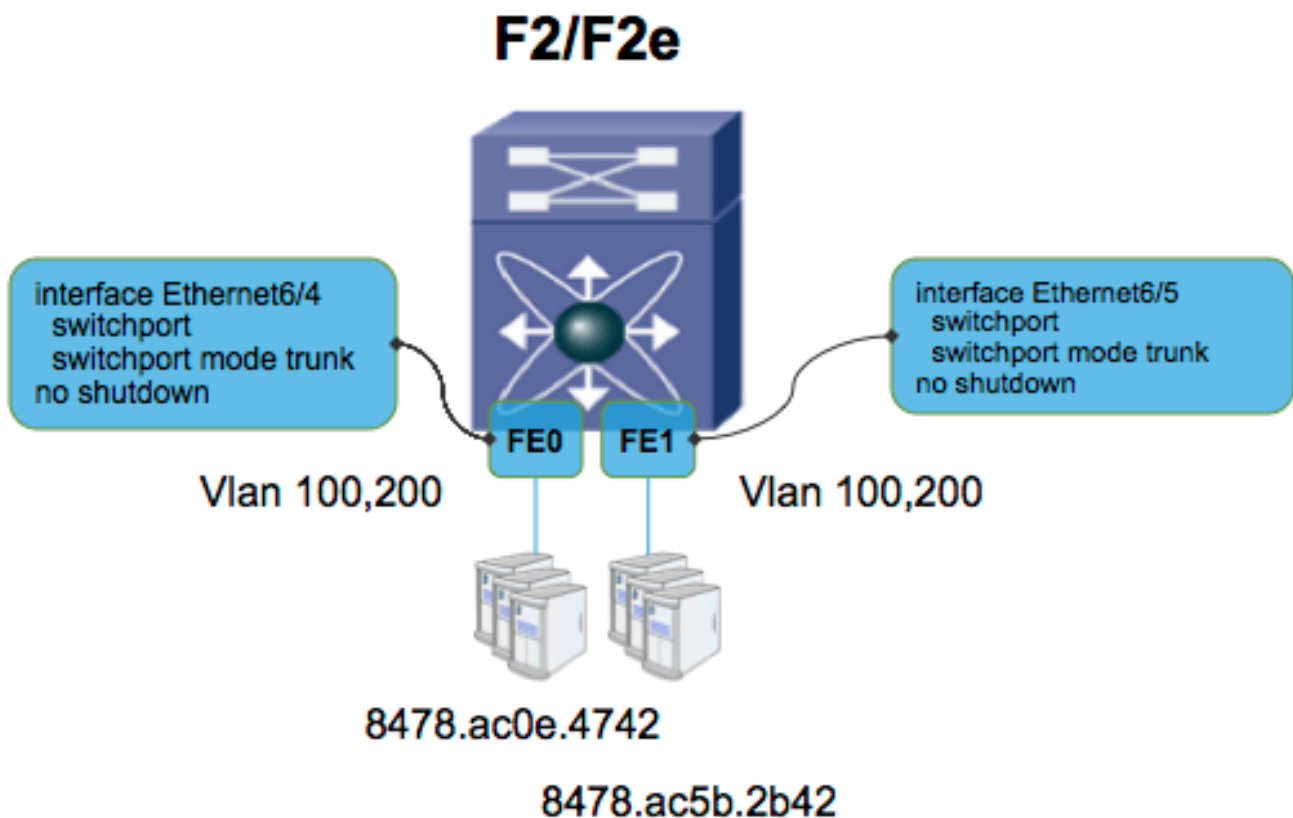 F2/F2e
interface Ethernet6/4
switchport
switchport mode trunk
no shutdown
interface Ethernet6/5
switchport
switchport mode trunk
no shutdown
FE0
FE1
Vlan 100,200
Vlan 100,200
8478.ac0e.4742
8478.ac5b.2b42